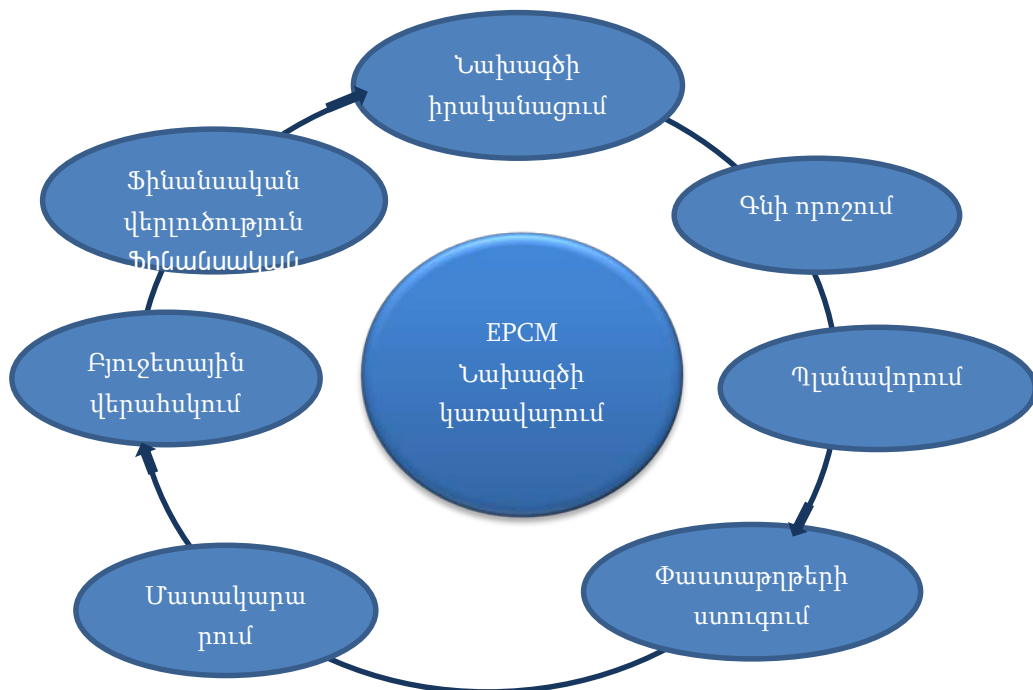 Նախագծի
իրականացում
Գնի որոշում
Պլանավորում
Փաստաթղթերի
ստուգում
Մատակարա
րում
Բյուջետային
վերահսկում
Ֆինանսական
վերլուծություն
Ֆինանսական
EPCM
Նախագծի
կառավարում